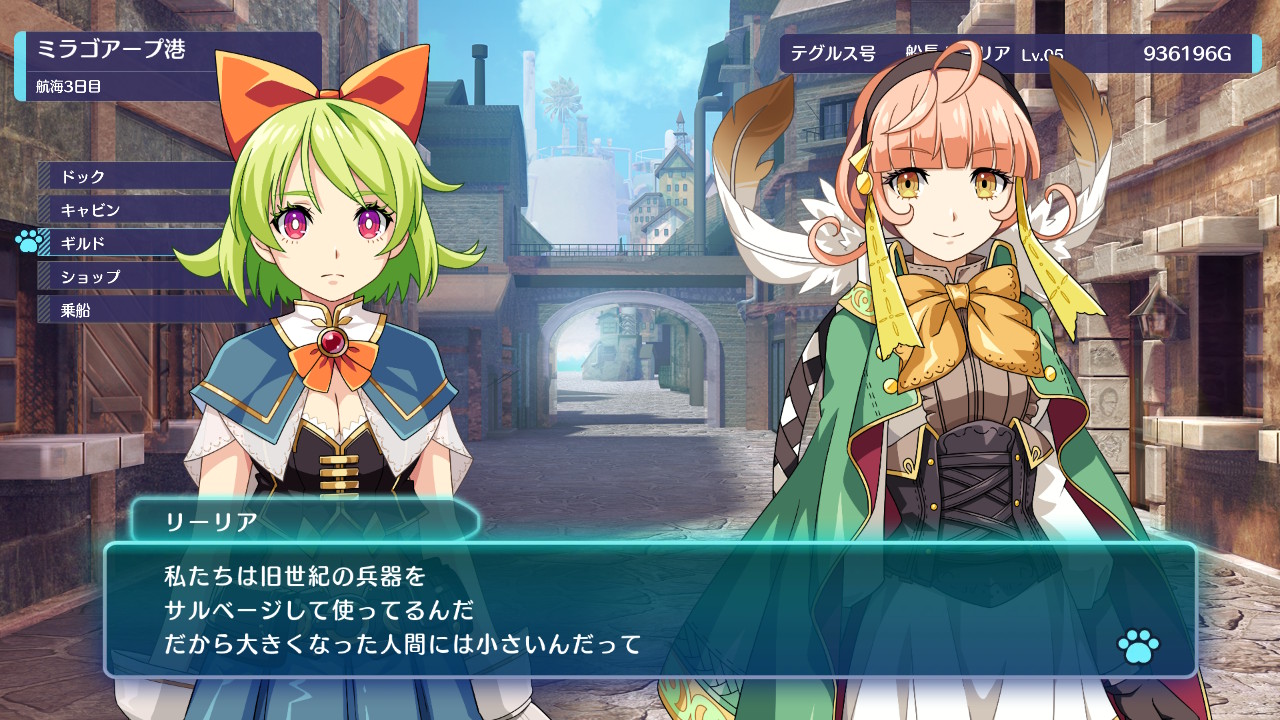 ミラゴアープ港
航海3日目
テグルス号 船長 リア Lv.05 936196G
ドック
キャビン
ギルド
ショップ
乗船
リーリア
私たちは旧世紀の兵器を
サルベージして使ってるんだ
だから大きくなった人間には小さいんだって